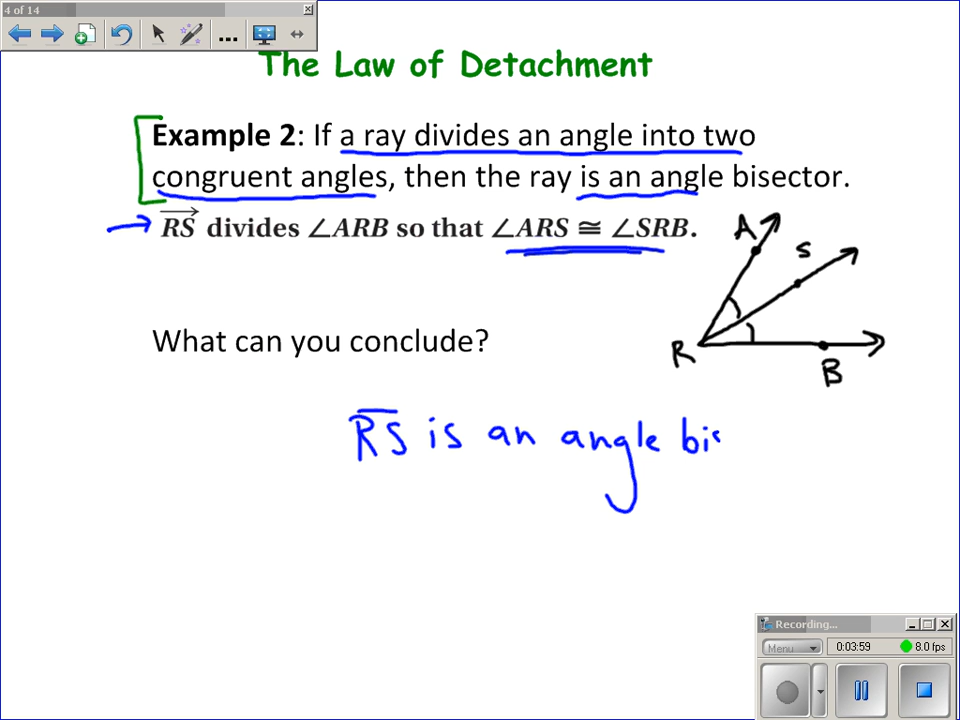 4 of 14
The Law of Detachment
Example 2: If a ray divides an angle into two
congruent angles, then the ray is an angle bisector.
RS divides ∠ARB so that ∠ARS ≅ ∠SRB.
A
S
What can you conclude?
R
B
RS is an angle bis
Recording...
Menu
0:03:59
8.0 fps